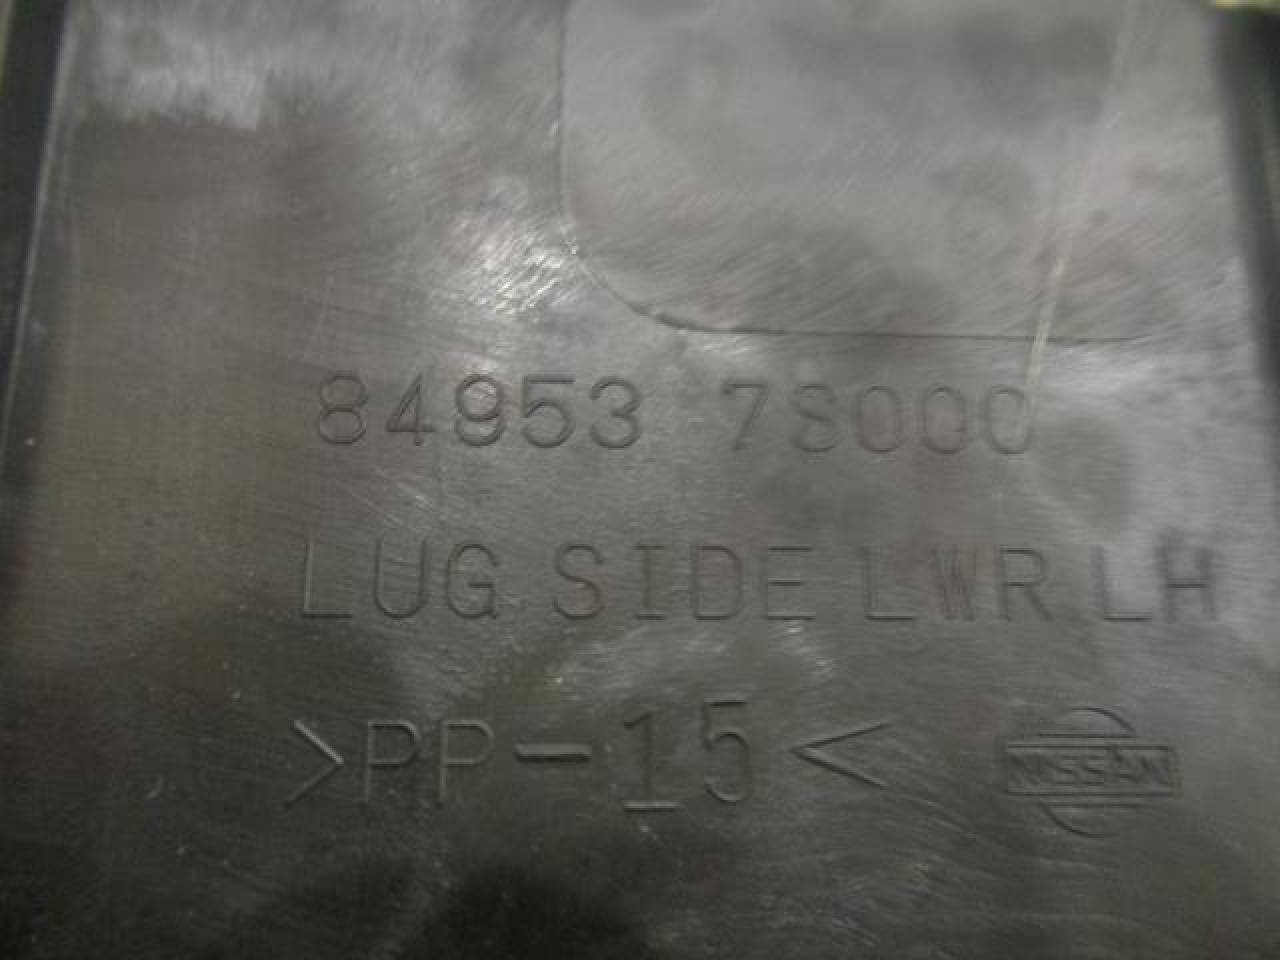 84953 7S000
LUG SIDE LWR LH
>PP-15<
NISSAN